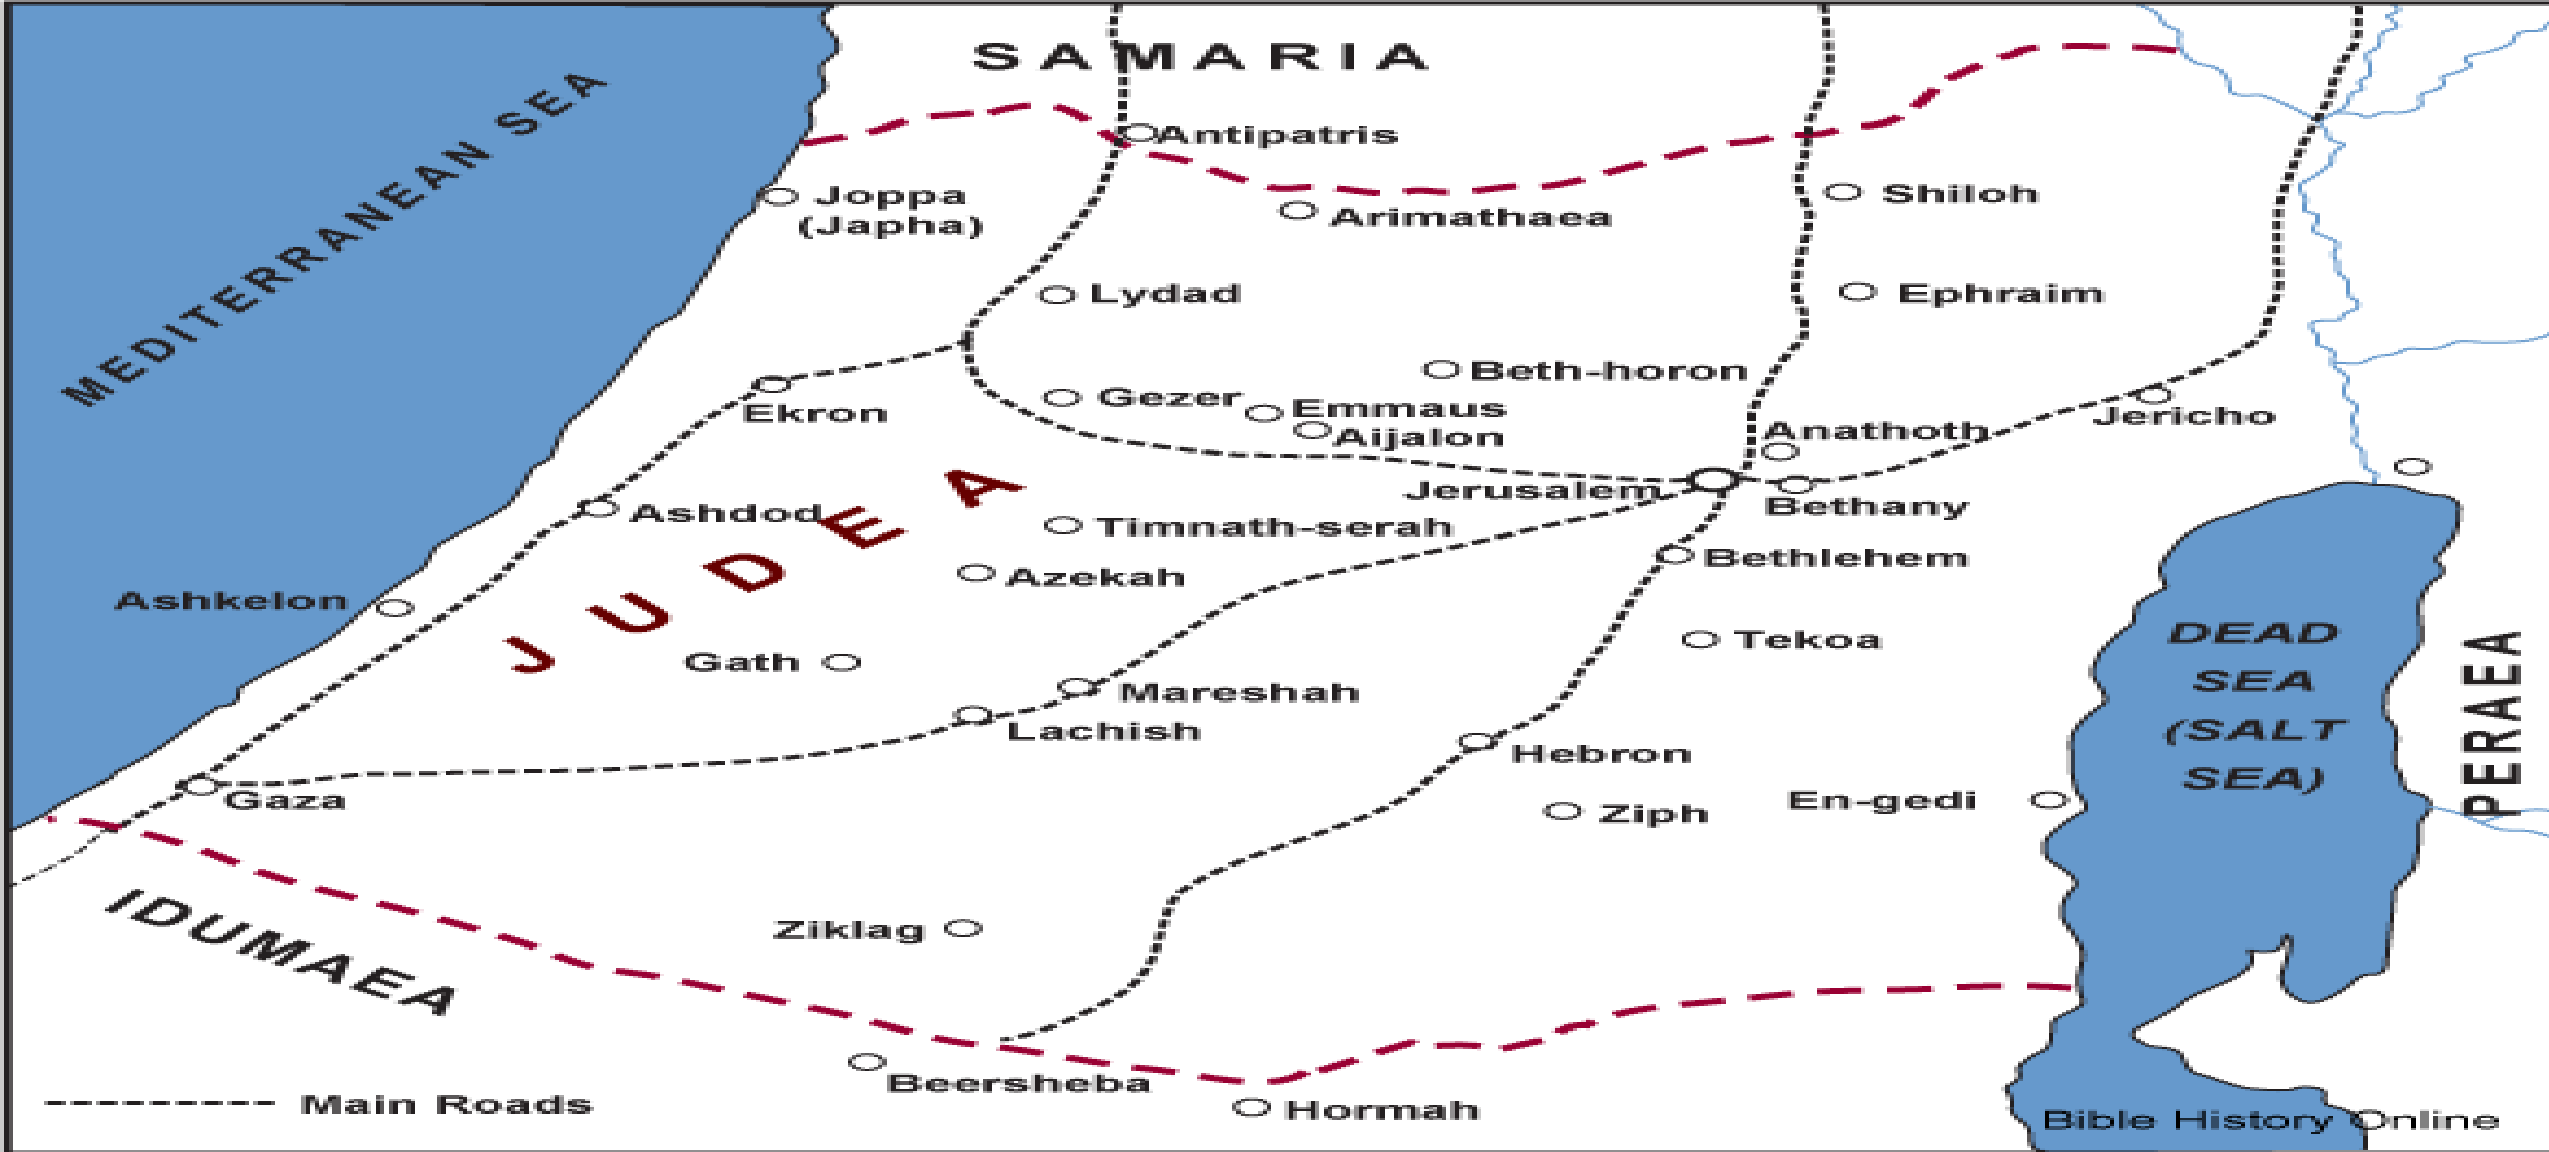 SAMARIA
MEDITERRANEAN SEA
Antipatris
Joppa
(Japha)
Arimathaea
Shiloh
Lydad
Ephraim
Beth-horon
Ekron
Gezer
Emmaus
Aijalon
Anathoth
Jericho
Jerusalem
Bethany
Ashdod
JUDEA
Timnath-serah
Bethlehem
Azekah
Ashkelon
Tekoa
Gath
Mareshah
Lachish
Hebron
DEAD
SEA
(SALT
SEA)
PERAEA
Gaza
Ziph
En-gedi
IDUMAEA
Ziklag
Beersheba
Main Roads
Hormah
Bible History Online